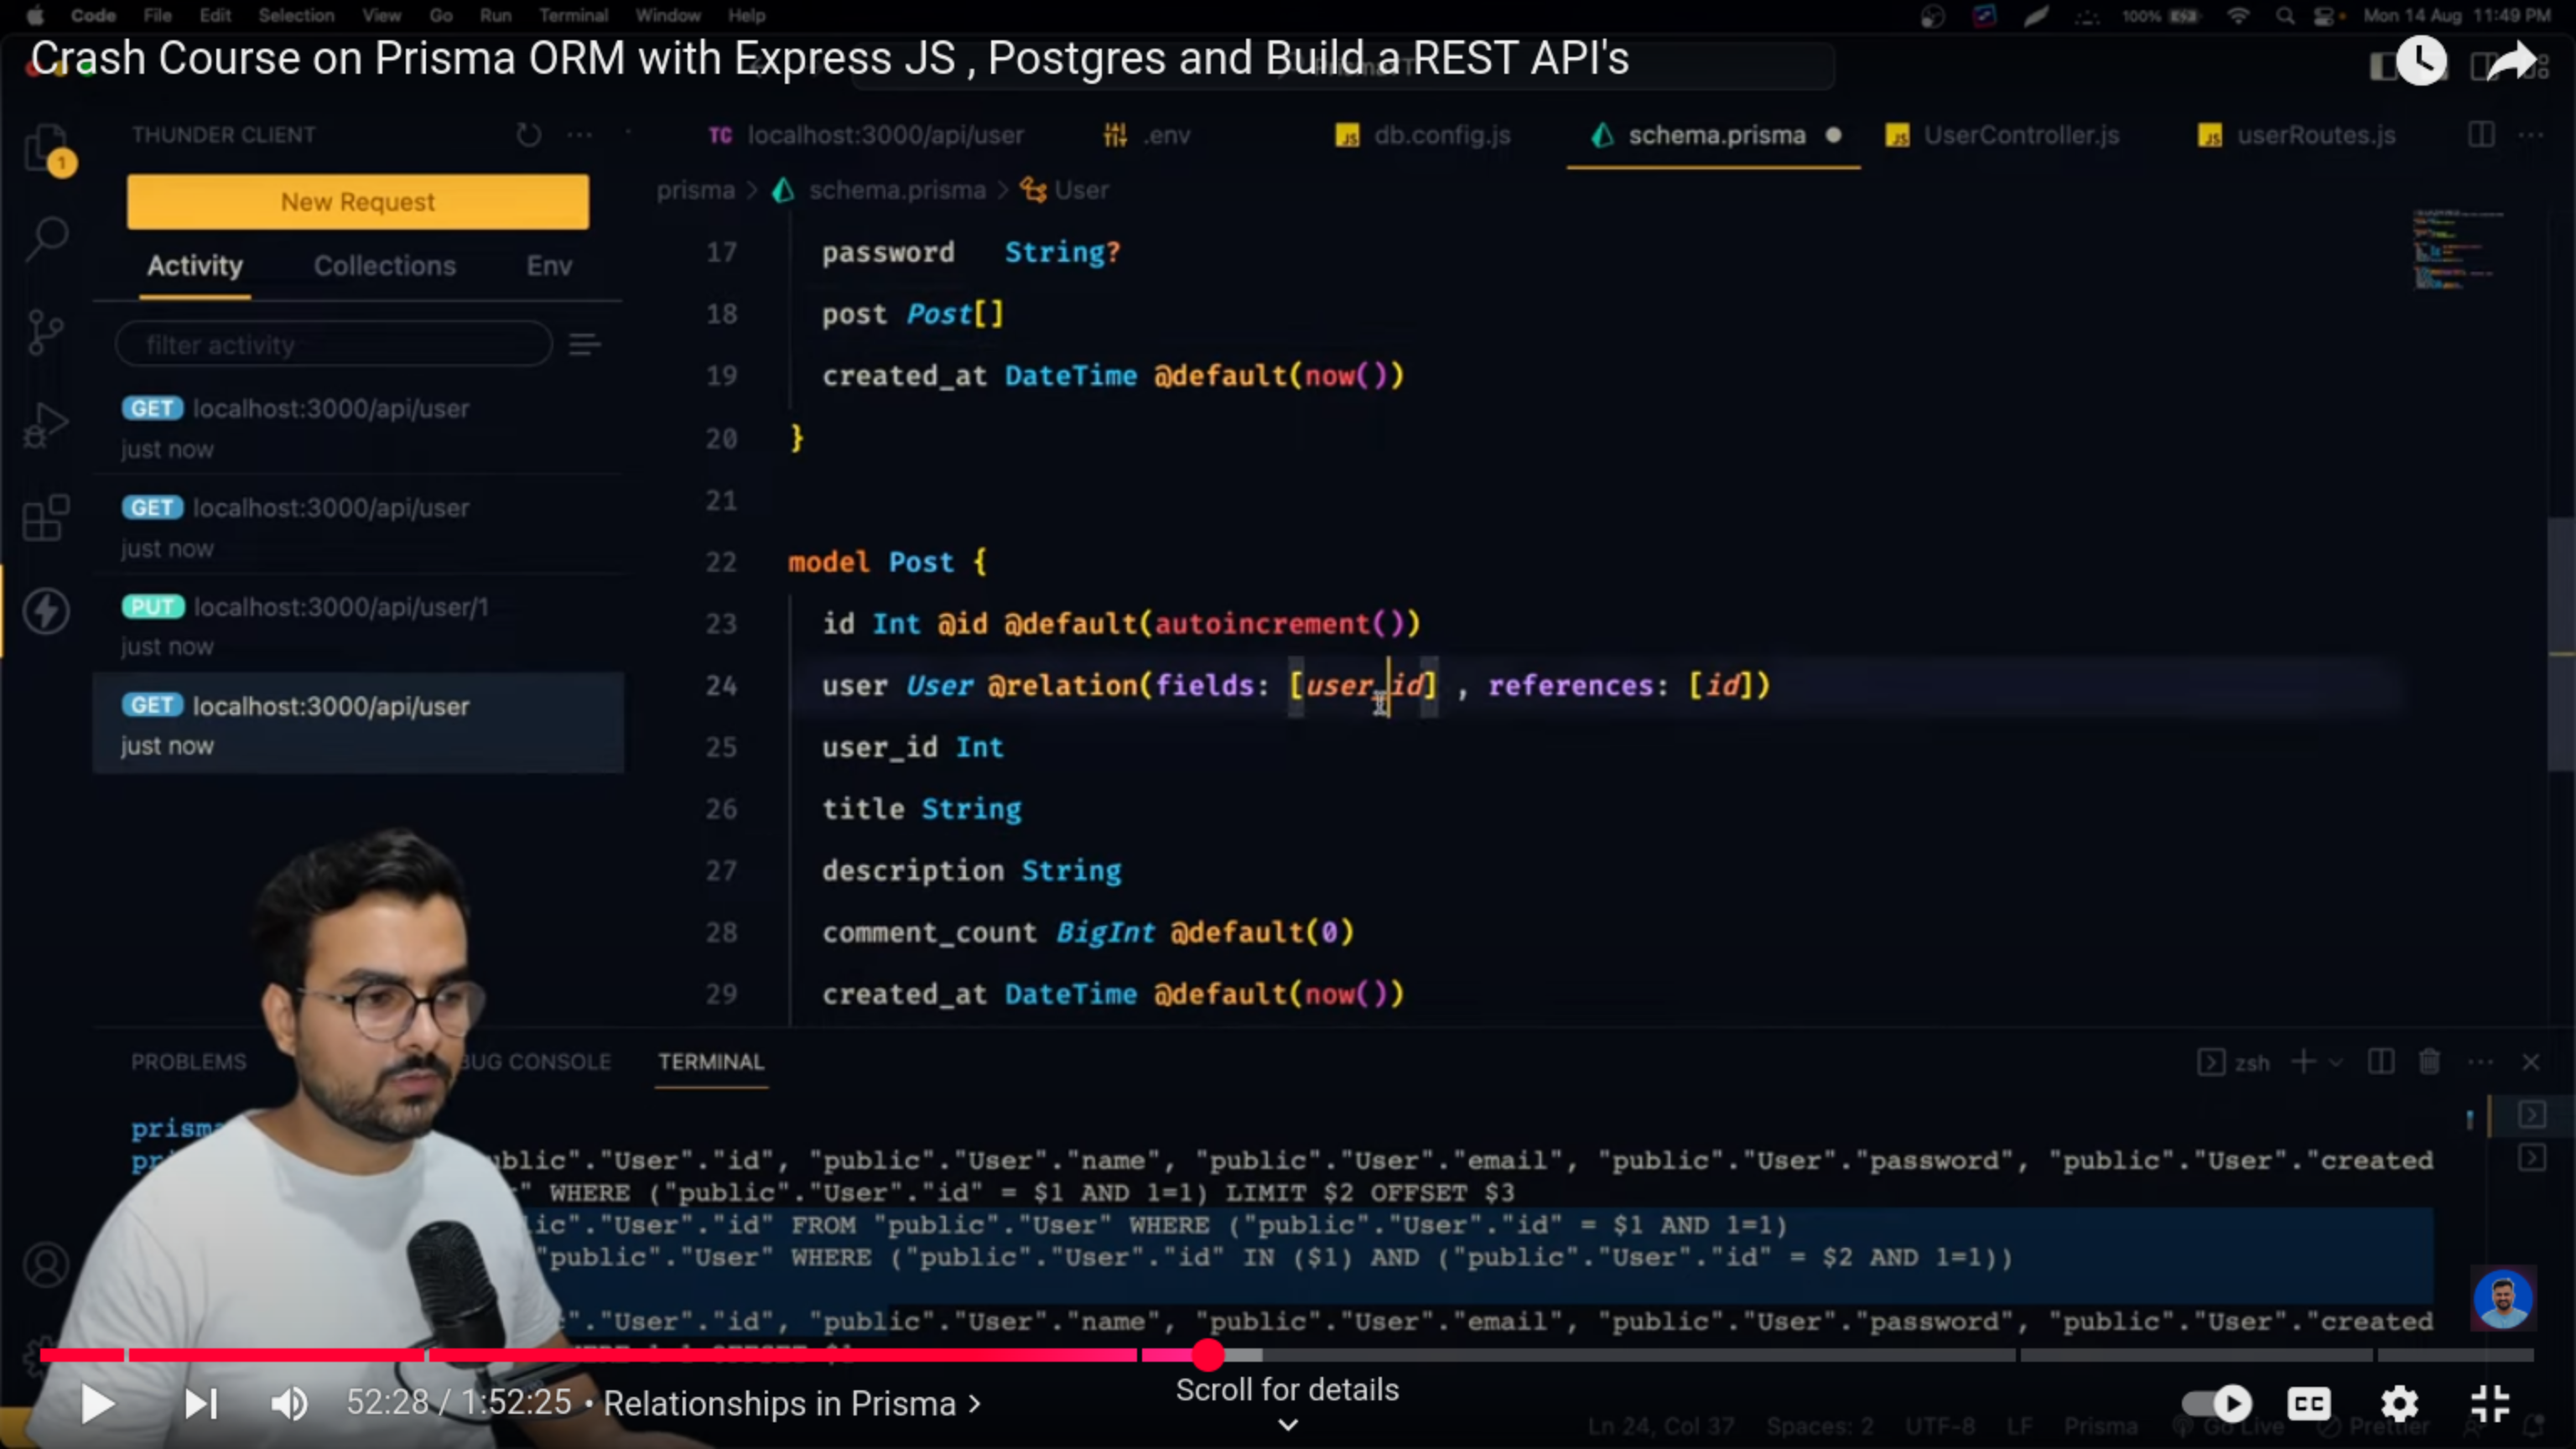 Code File Edit Selection View Go Run Terminal Window Help 100% Mon 14 Aug 11:49 PM
Crash Course on Prisma ORM with Express JS , Postgres and Build a REST API's
THUNDER CLIENT
TC localhost:3000/api/user .env JS db.config.js schema.prisma JS UserController.js JS userRoutes.js
1
New Request
prisma > schema.prisma > User
Activity Collections Env
filter activity
GET localhost:3000/api/user
just now
GET localhost:3000/api/user
just now
PUT localhost:3000/api/user/1
just now
GET localhost:3000/api/user
just now
17 password String?
18 post Post[]
19 created_at DateTime @default(now())
20 }
21
22 model Post {
23 id Int @id @default(autoincrement())
24 user User @relation(fields: [user_id] , references: [id])
25 user_id Int
26 title String
27 description String
28 comment_count BigInt @default(0)
29 created_at DateTime @default(now())
PROBLEMS BUG CONSOLE TERMINAL zsh
prisma
pr ublic"."User"."id", "public"."User"."name", "public"."User"."email", "public"."User"."password", "public"."User"."created
" WHERE ("public"."User"."id" = $1 AND 1=1) LIMIT $2 OFFSET $3
ic"."User"."id" FROM "public"."User" WHERE ("public"."User"."id" = $1 AND 1=1)
"public"."User" WHERE ("public"."User"."id" IN ($1) AND ("public"."User"."id" = $2 AND 1=1))
"."User"."id", "public"."User"."name", "public"."User"."email", "public"."User"."password", "public"."User"."created
52:28 / 1:52:25 • Relationships in Prisma >
Scroll for details
CC
Ln 24, Col 37 Spaces: 2 UTF-8 LF Prisma Go Live Prettier